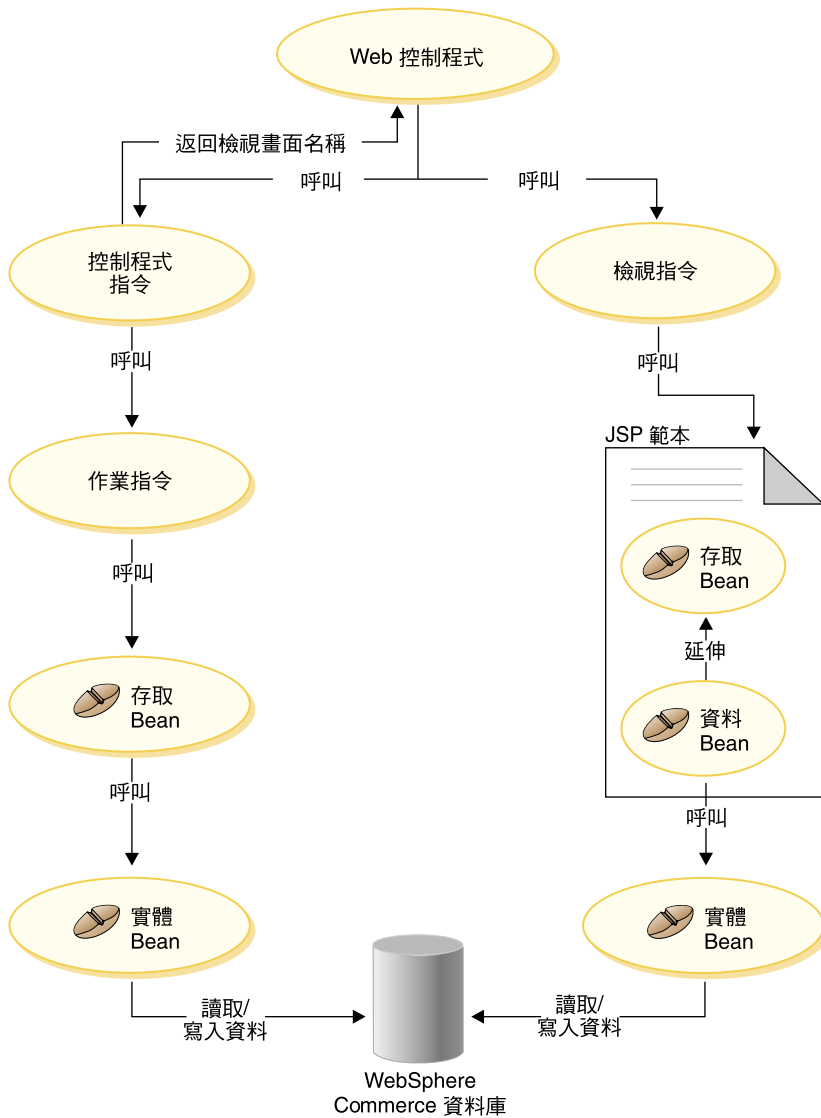 Web 控制程式
返回檢視畫面名稱
呼叫
呼叫
控制程式
指令
檢視指令
呼叫
呼叫
JSP 範本
作業指令
存取
Bean
呼叫
延伸
存取
Bean
資料
Bean
呼叫
呼叫
實體
Bean
實體
Bean
讀取/
寫入資料
讀取/
寫入資料
WebSphere
Commerce 資料庫